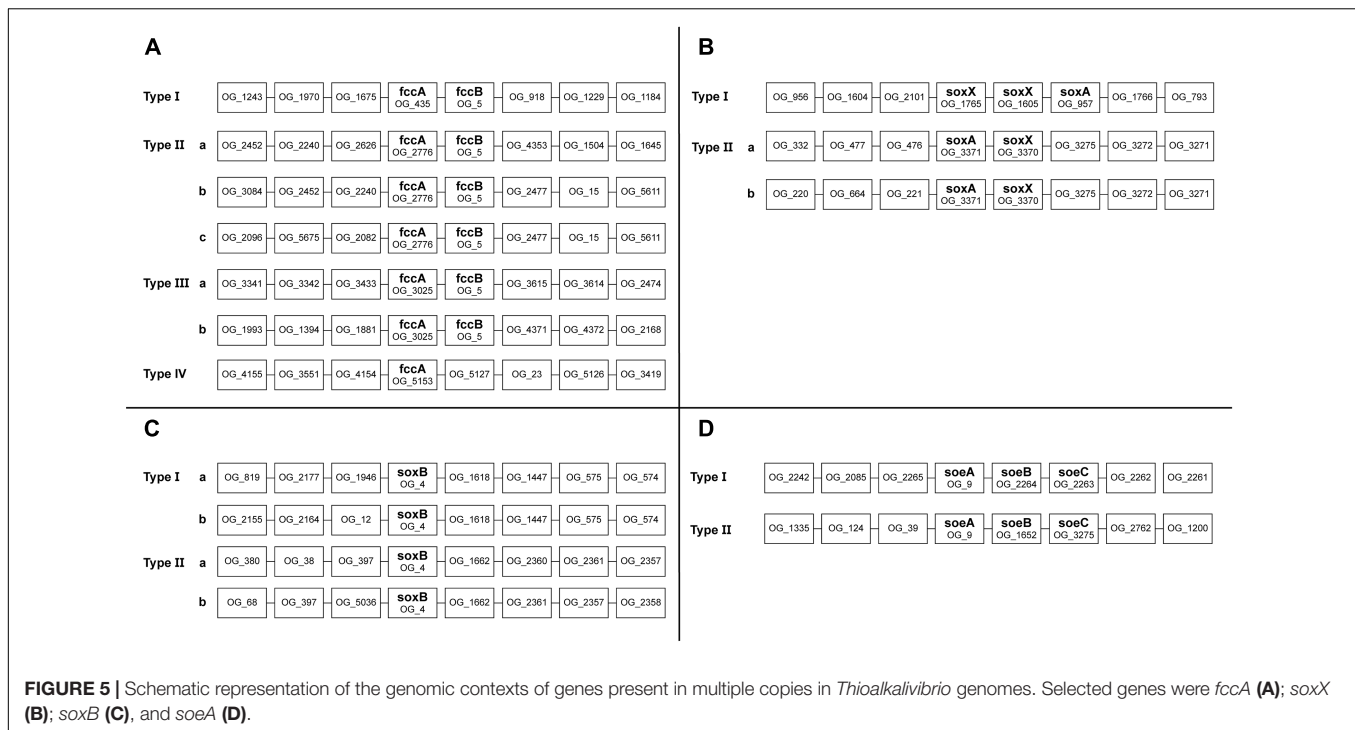 A
Type I OG_1243 OG_1970 OG_1675 fccA OG_435 fccB OG_5 OG_918 OG_1229 OG_1184
Type II a OG_2452 OG_2240 OG_2626 fccA OG_2776 fccB OG_5 OG_4353 OG_1504 OG_1645
b OG_3084 OG_2452 OG_2240 fccA OG_2776 fccB OG_5 OG_2477 OG_15 OG_5611
c OG_2096 OG_5675 OG_2082 fccA OG_2776 fccB OG_5 OG_2477 OG_15 OG_5611
Type III a OG_3341 OG_3342 OG_3433 fccA OG_3025 fccB OG_5 OG_3615 OG_3614 OG_2474
b OG_1993 OG_1394 OG_1881 fccA OG_3025 fccB OG_5 OG_4371 OG_4372 OG_2168
Type IV OG_4155 OG_3551 OG_4154 fccA OG_5153 OG_5127 OG_23 OG_5126 OG_3419
B
Type I OG_956 OG_1604 OG_2101 soxX OG_1765 soxX OG_1605 soxA OG_957 OG_1766 OG_793
Type II a OG_332 OG_477 OG_476 soxA OG_3371 soxX OG_3370 OG_3275 OG_3272 OG_3271
b OG_220 OG_664 OG_221 soxA OG_3371 soxX OG_3370 OG_3275 OG_3272 OG_3271
C
Type I a OG_819 OG_2177 OG_1946 soxB OG_4 OG_1618 OG_1447 OG_575 OG_574
b OG_2155 OG_2164 OG_12 soxB OG_4 OG_1618 OG_1447 OG_575 OG_574
Type II a OG_380 OG_38 OG_397 soxB OG_4 OG_1662 OG_2360 OG_2361 OG_2357
b OG_68 OG_397 OG_5036 soxB OG_4 OG_1662 OG_2361 OG_2357 OG_2358
D
Type I OG_2242 OG_2085 OG_2265 soeA OG_9 soeB OG_2264 soeC OG_2263 OG_2262 OG_2261
Type II OG_1335 OG_124 OG_39 soeA OG_9 soeB OG_1652 soeC OG_3275 OG_2762 OG_1200
FIGURE 5 | Schematic representation of the genomic contexts of genes present in multiple copies in Thioalkalivibrio genomes. Selected genes were fccA (A); soxX
(B); soxB (C), and soeA (D).